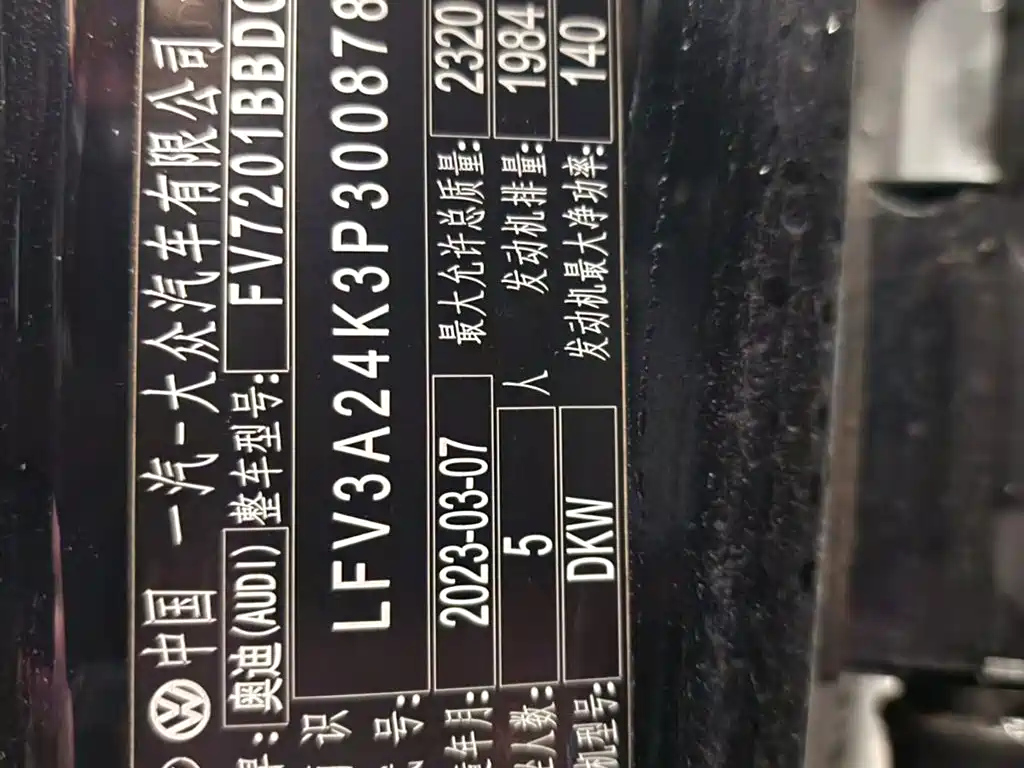 中国 一汽-大众汽车有限公司
奥迪(AUDI) 整车型号: FV7201BBD
识
号: LFV3A24K3P300878
年月: 2023-03-07 最大允许总质量: 2320
人数: 5 人 发动机排量: 1984
机型号: DKW 发动机最大净功率: 140